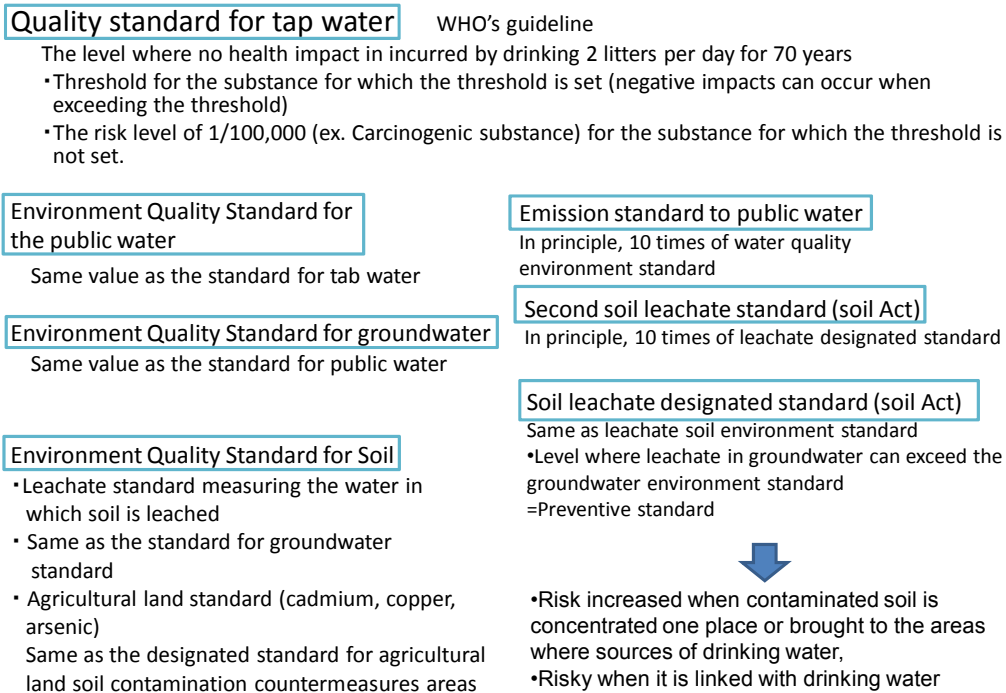 Quality standard for tap water WHO's guideline
The level where no health impact in incurred by drinking 2 litters per day for 70 years
・Threshold for the substance for which the threshold is set (negative impacts can occur when
exceeding the threshold)
・The risk level of 1/100,000 (ex. Carcinogenic substance) for the substance for which the threshold is
not set.
Environment Quality Standard for
the public water
Same value as the standard for tab water
Environment Quality Standard for groundwater
Same value as the standard for public water
Environment Quality Standard for Soil
・Leachate standard measuring the water in
which soil is leached
・ Same as the standard for groundwater
standard
・ Agricultural land standard (cadmium, copper,
arsenic)
Same as the designated standard for agricultural
land soil contamination countermeasures areas
Emission standard to public water
In principle, 10 times of water quality
environment standard
Second soil leachate standard (soil Act)
In principle, 10 times of leachate designated standard
Soil leachate designated standard (soil Act)
Same as leachate soil environment standard
•Level where leachate in groundwater can exceed the
groundwater environment standard
=Preventive standard
•Risk increased when contaminated soil is
concentrated one place or brought to the areas
where sources of drinking water,
•Risky when it is linked with drinking water